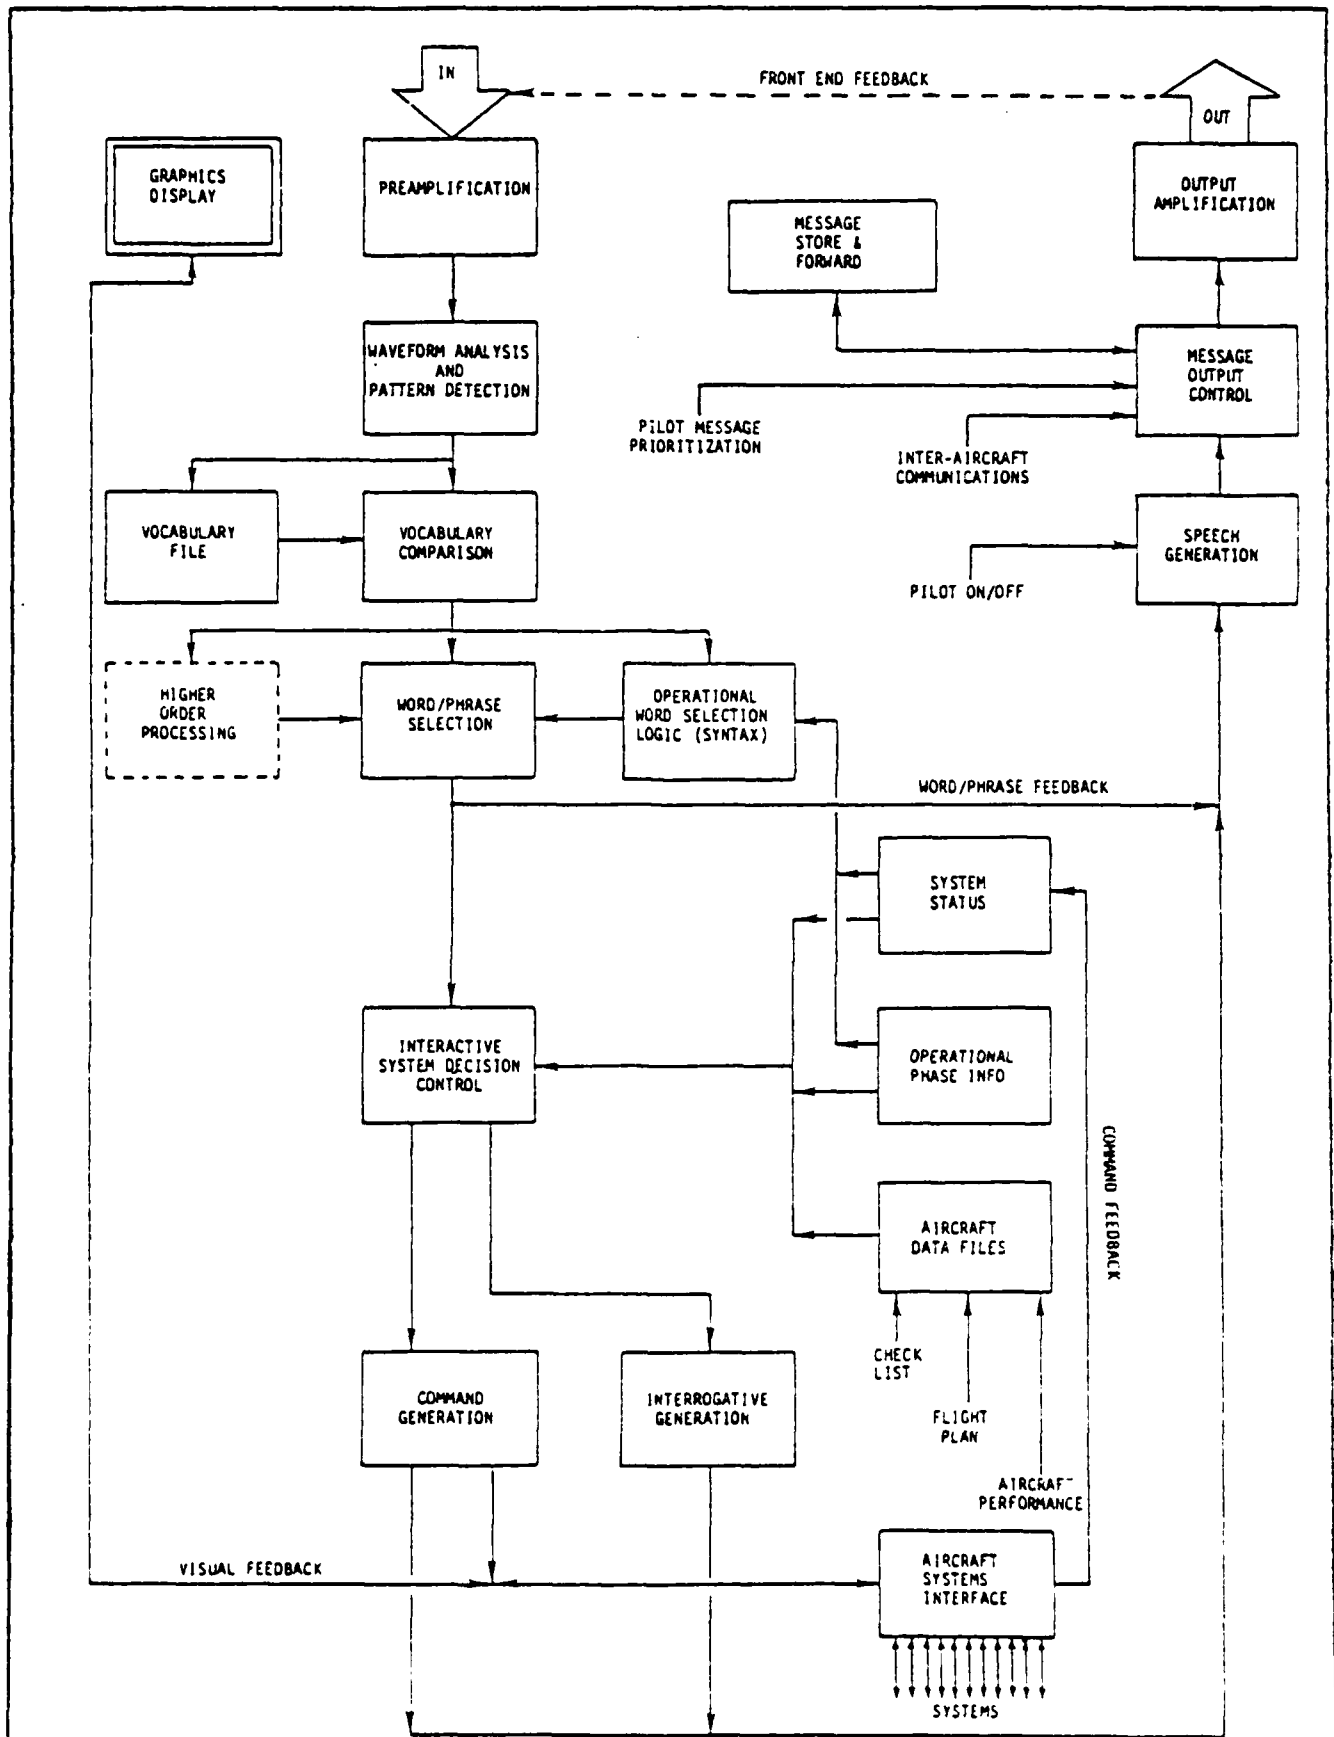 IN
FRONT END FEEDBACK
OUT
GRAPHICS
DISPLAY
PREAMPLIFICATION
OUTPUT
AMPLIFICATION
MESSAGE
STORE &
FORWARD
WAVEFORM ANALYSIS
AND
PATTERN DETECTION
MESSAGE
OUTPUT
CONTROL
PILOT MESSAGE
PRIORITIZATION
INTER-AIRCRAFT
COMMUNICATIONS
VOCABULARY
FILE
VOCABULARY
COMPARISON
SPEECH
GENERATION
PILOT ON/OFF
HIGHER
ORDER
PROCESSING
WORD/PHRASE
SELECTION
OPERATIONAL
WORD SELECTION
LOGIC (SYNTAX)
WORD/PHRASE FEEDBACK
SYSTEM
STATUS
INTERACTIVE
SYSTEM DECISION
CONTROL
OPERATIONAL
PHASE INFO
COMMAND FEEDBACK
AIRCRAFT
DATA FILES
CHECK
LIST
FLIGHT
PLAN
AIRCRAFT
PERFORMANCE
COMMAND
GENERATION
INTERROGATIVE
GENERATION
VISUAL FEEDBACK
AIRCRAFT
SYSTEMS
INTERFACE
SYSTEMS